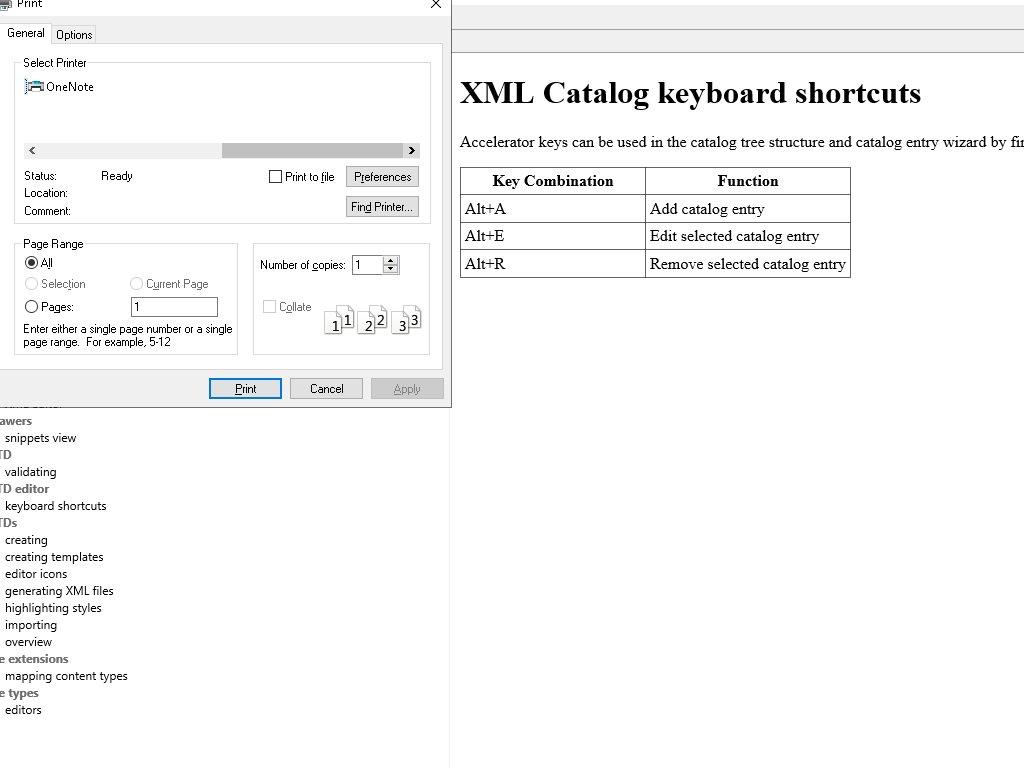 Print
General
Options
Select Printer
OneNote
Status: Ready
Print to file
Preferences
Location:
Comment:
Find Printer...
Page Range
All
Selection
Current Page
Pages: 1
Enter either a single page number or a single
page range. For example, 5-12
Number of copies: 1
Collate
1 1 2 2 3 3
Print
Cancel
Apply
awers
snippets view
TD
validating
TD editor
keyboard shortcuts
TDs
creating
creating templates
editor icons
generating XML files
highlighting styles
importing
overview
e extensions
mapping content types
e types
editors
XML Catalog keyboard shortcuts
Accelerator keys can be used in the catalog tree structure and catalog entry wizard by fir
Key Combination Function
Alt+A Add catalog entry
Alt+E Edit selected catalog entry
Alt+R Remove selected catalog entry